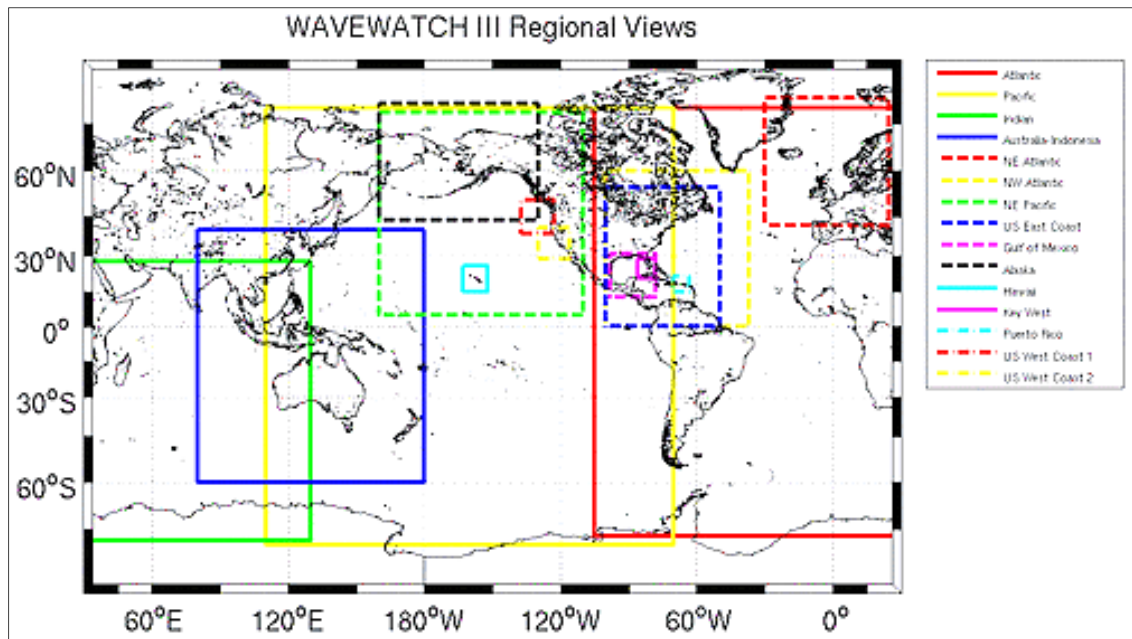 WAVEWATCH III Regional Views
Atlantic
Pacific
Indian
Australia-Indonesia
NE Atlantic
NW Atlantic
NE Pacific
US East Coast
Gulf of Mexico
Alaska
Hawaii
Key West
Puerto Rico
US West Coast 1
US West Coast 2
60°N
30°N
0°
30°S
60°S
60°E
120°E
180°W
120°W
60°W
0°